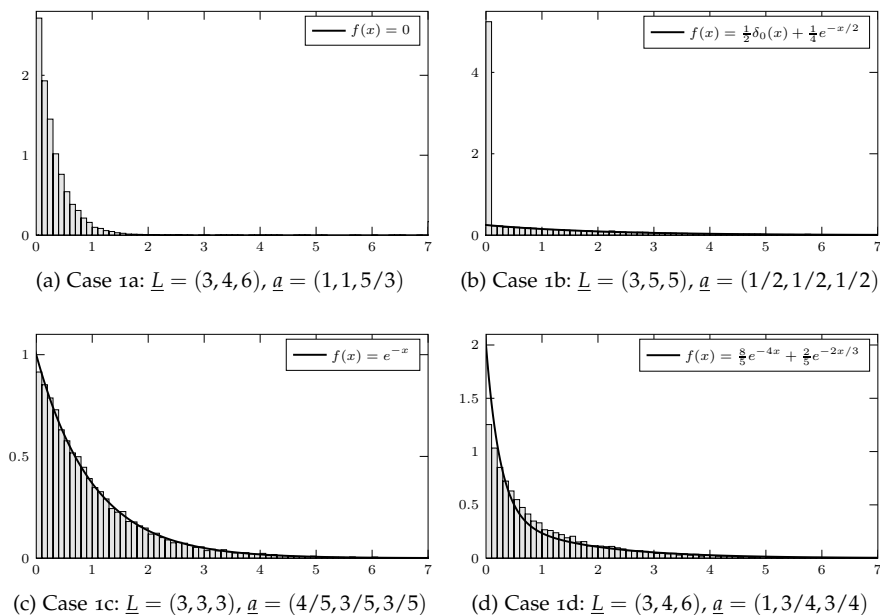 f(x) = 0
2
1
0
0 1 2 3 4 5 6 7
(a) Case 1a: L = (3, 4, 6), a = (1, 1, 5/3)
f(x) = 1/2 δ₀(x) + 1/4 e^{−x/2}
4
2
0
0 1 2 3 4 5 6 7
(b) Case 1b: L = (3, 5, 5), a = (1/2, 1/2, 1/2)
f(x) = e^{−x}
1
0.5
0
0 1 2 3 4 5 6 7
(c) Case 1c: L = (3, 3, 3), a = (4/5, 3/5, 3/5)
f(x) = 8/5 e^{−4x} + 2/5 e^{−2x/3}
2
1.5
1
0.5
0
0 1 2 3 4 5 6 7
(d) Case 1d: L = (3, 4, 6), a = (1, 3/4, 3/4)